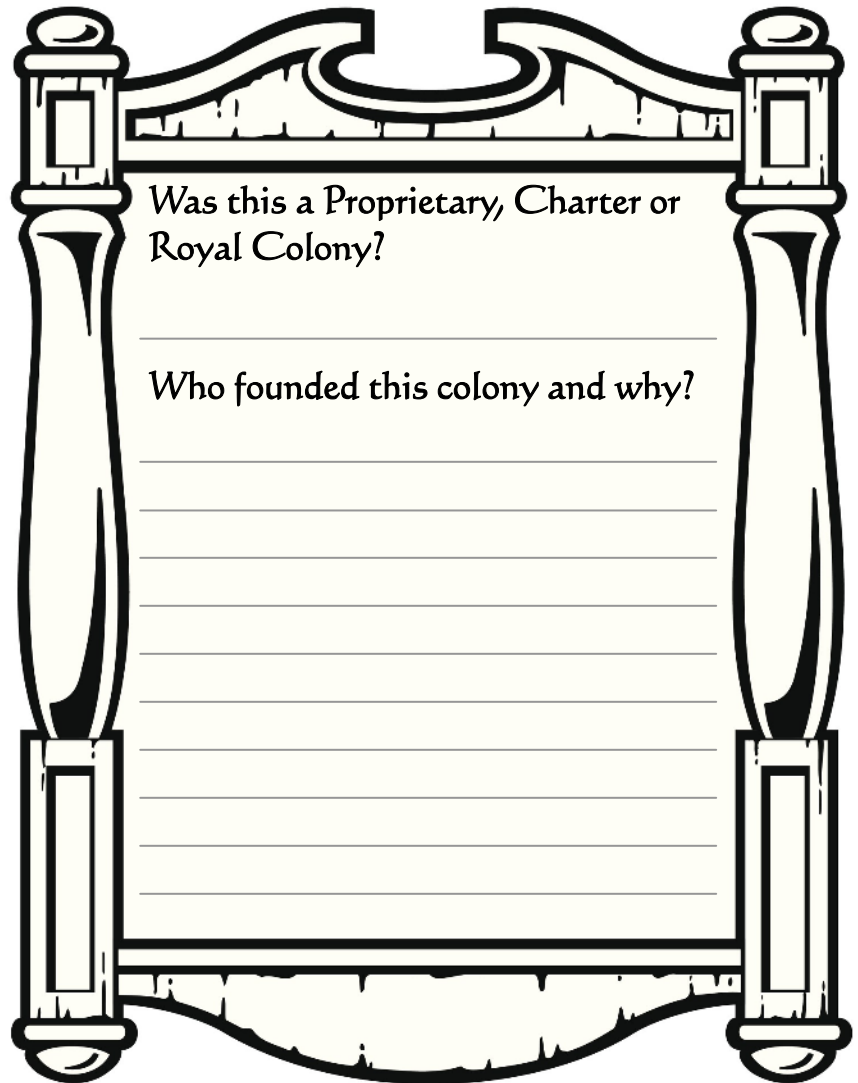 Was this a Proprietary, Charter or
Royal Colony?
Who founded this colony and why?